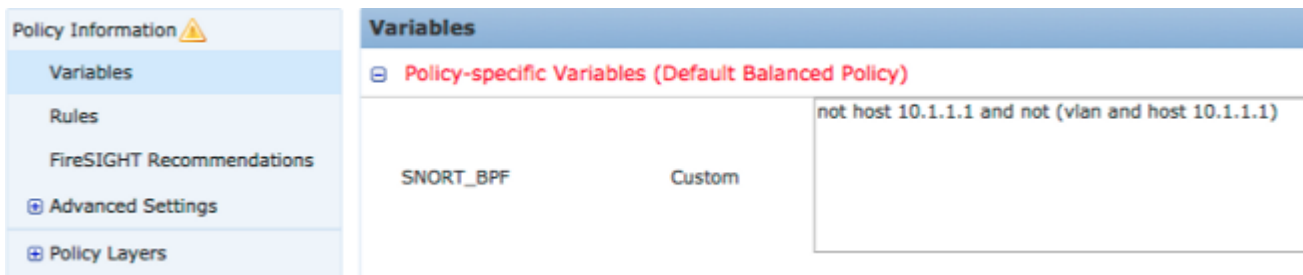 Policy Information
Variables
Rules
FireSIGHT Recommendations
Advanced Settings
Policy Layers
Variables
Policy-specific Variables (Default Balanced Policy)
SNORT_BPF
Custom
not host 10.1.1.1 and not (vlan and host 10.1.1.1)